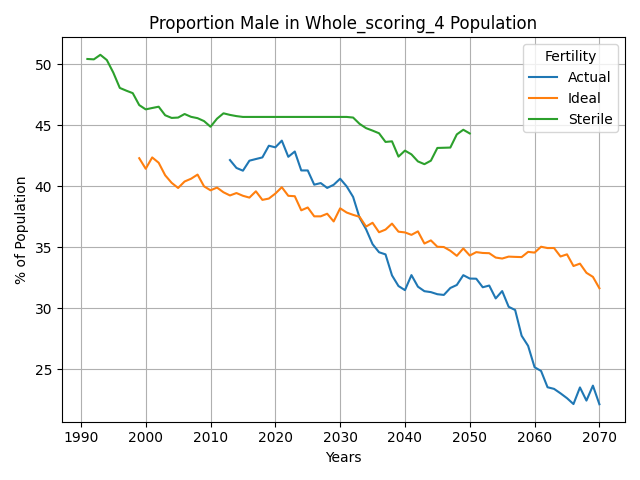 Proportion Male in Whole_scoring_4 Population
Fertility
Actual
Ideal
Sterile
% of Population
50
45
40
35
30
25
1990
2000
2010
2020
2030
2040
2050
2060
2070
Years